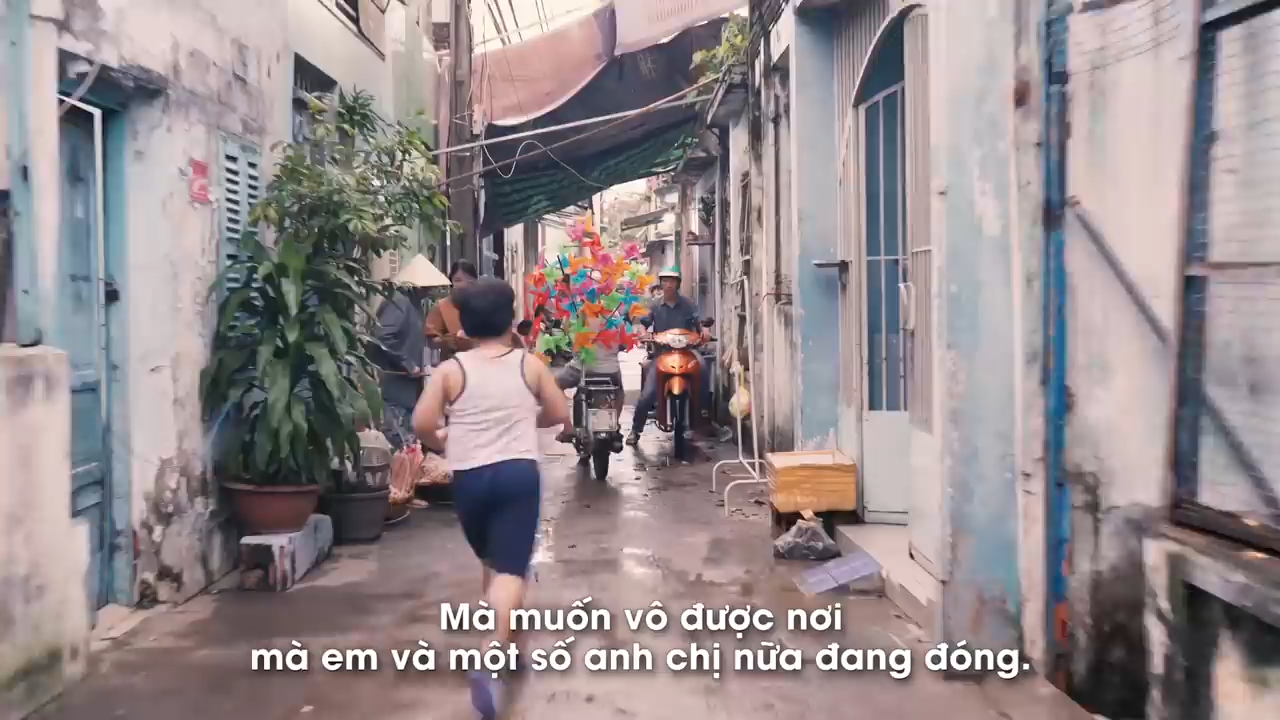 Mà muốn vô được nơi
mà em và một số anh chị nữa đang đóng.